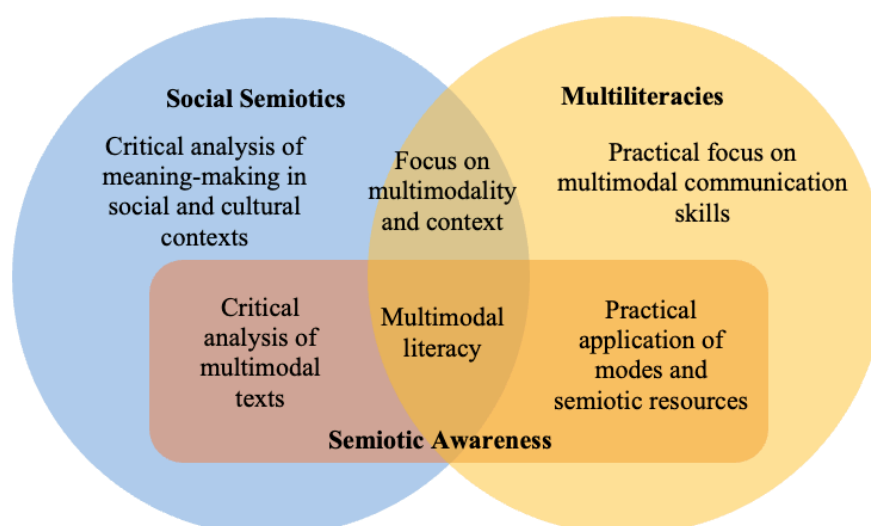 Social Semiotics
Critical analysis of
meaning-making in
social and cultural
contexts
Focus on
multimodality
and context
Multiliteracies
Practical focus on
multimodal communication
skills
Critical
analysis of
multimodal
texts
Multimodal
literacy
Practical
application of
modes and
semiotic resources
Semiotic Awareness